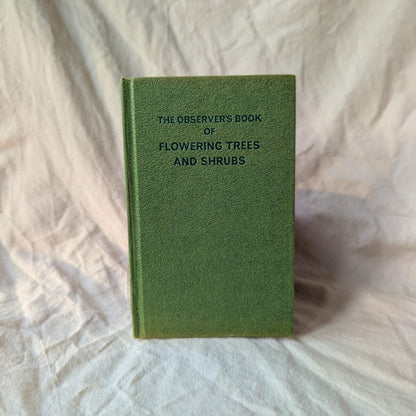 THE OBSERVER'S BOOK
OF
FLOWERING TREES
AND SHRUBS